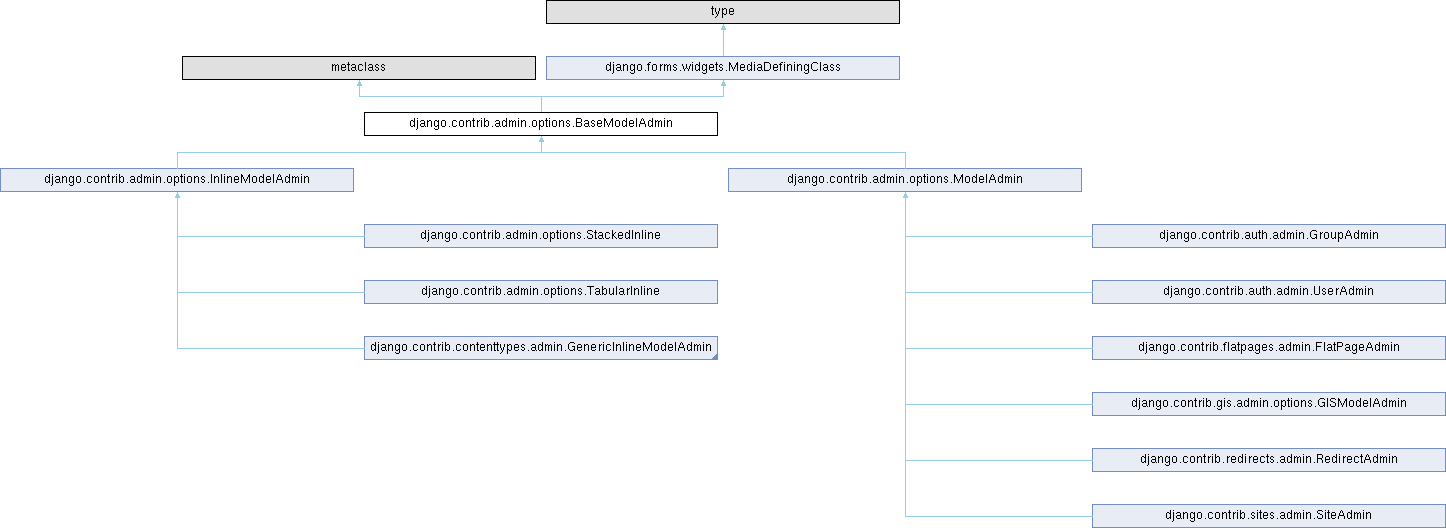 type
metaclass
django.forms.widgets.MediaDefiningClass
django.contrib.admin.options.BaseModelAdmin
django.contrib.admin.options.InlineModelAdmin
django.contrib.admin.options.ModelAdmin
django.contrib.admin.options.StackedInline
django.contrib.auth.admin.GroupAdmin
django.contrib.admin.options.TabularInline
django.contrib.auth.admin.UserAdmin
django.contrib.contenttypes.admin.GenericInlineModelAdmin
django.contrib.flatpages.admin.FlatPageAdmin
django.contrib.gis.admin.options.GISModelAdmin
django.contrib.redirects.admin.RedirectAdmin
django.contrib.sites.admin.SiteAdmin